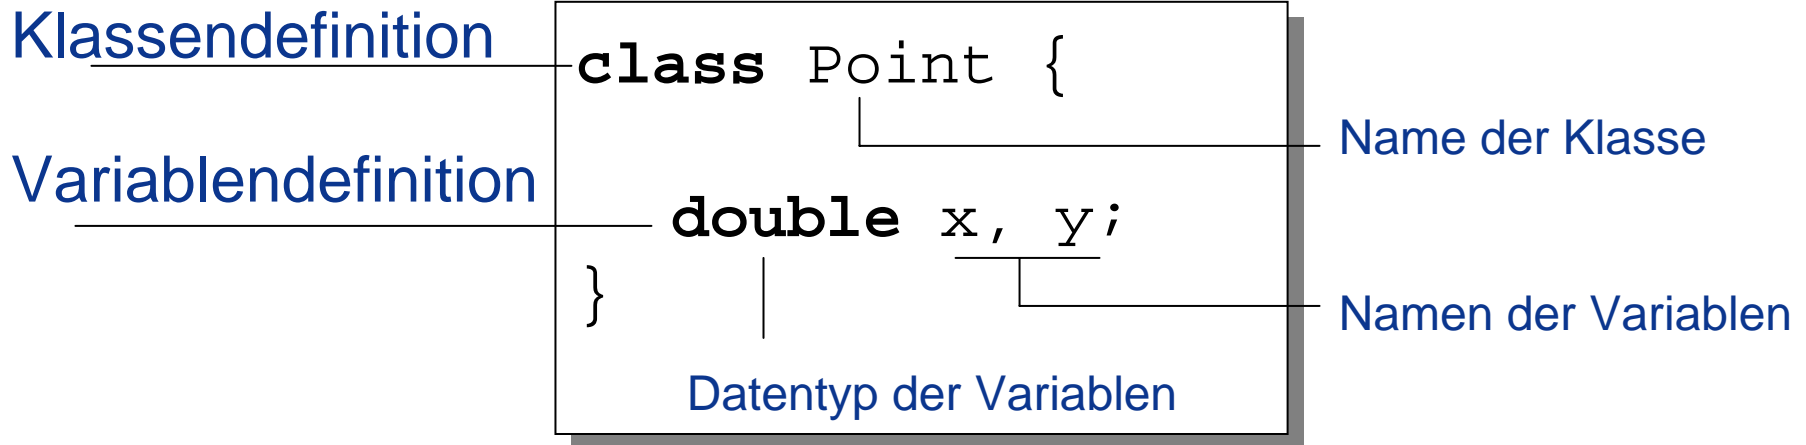 Klassendefinition
class Point {
Name der Klasse
Variablendefinition
double x, y;
}
Namen der Variablen
Datentyp der Variablen